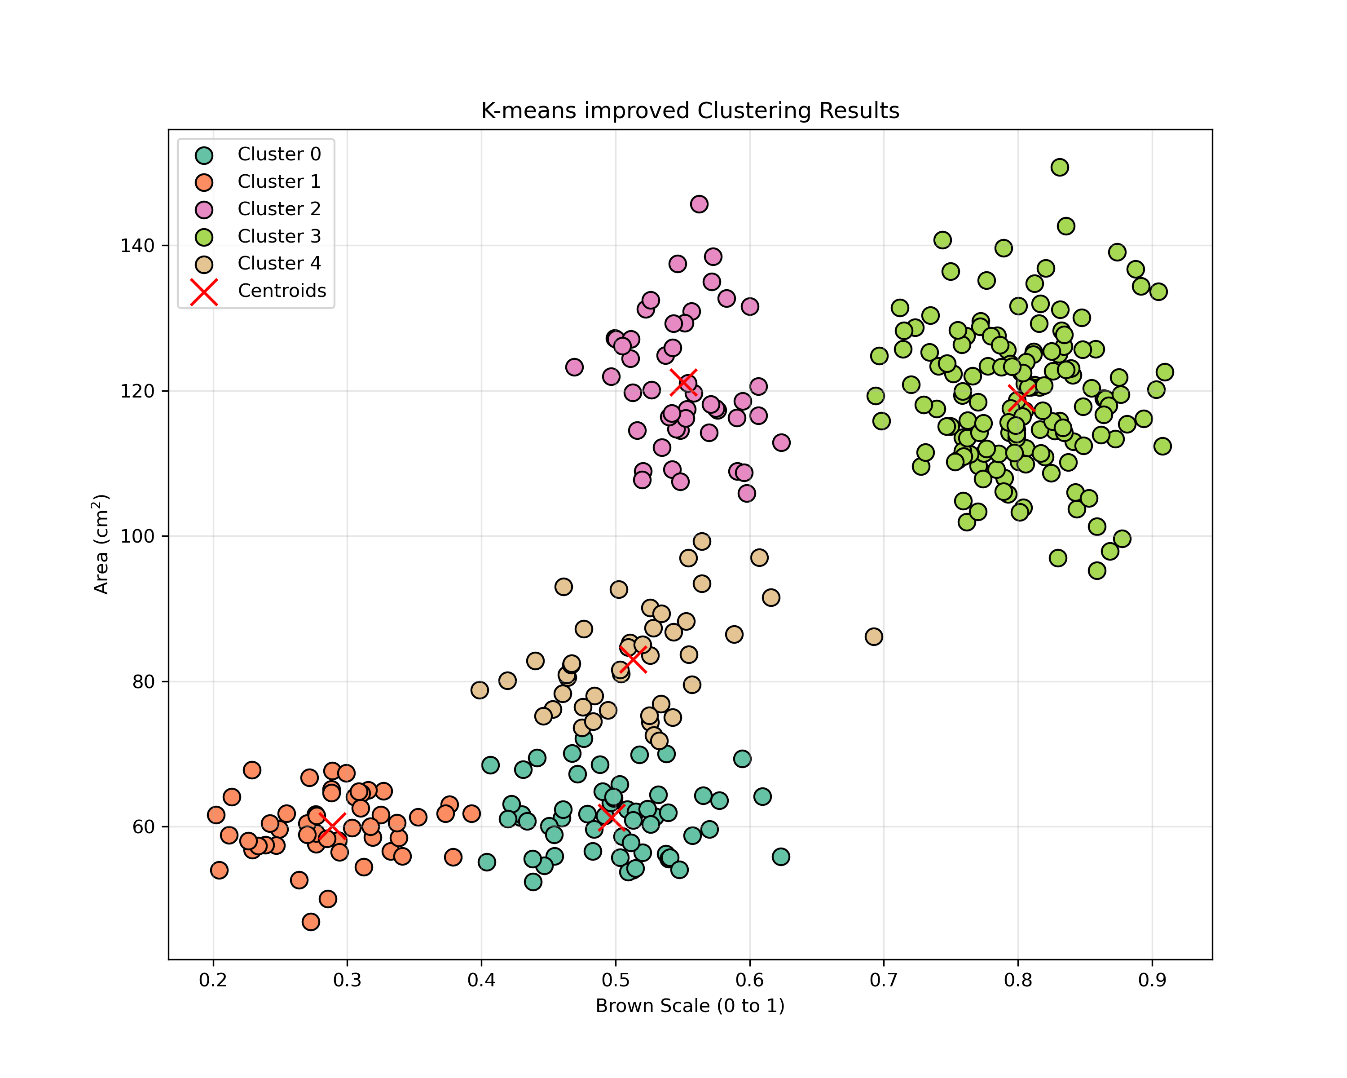 K-means improved Clustering Results
Cluster 0
Cluster 1
Cluster 2
Cluster 3
Cluster 4
Centroids
140
120
100
80
60
Area (cm²)
0.2 0.3 0.4 0.5 0.6 0.7 0.8 0.9
Brown Scale (0 to 1)